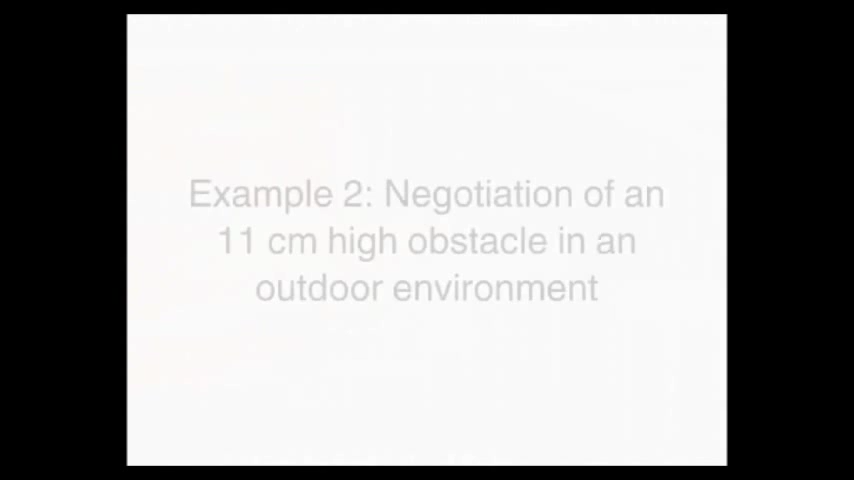 Example 2: Negotiation of an
11 cm high obstacle in an
outdoor environment